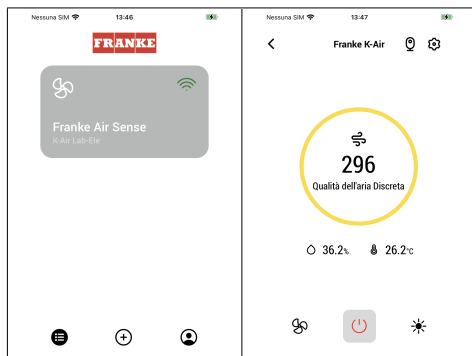 Nessuna SIM 13:46
FRANKE
Franke Air Sense
K-Air Lab-Ele
Nessuna SIM 13:47
Franke K-Air
296
Qualità dell'aria Discreta
36.2% 26.2°C